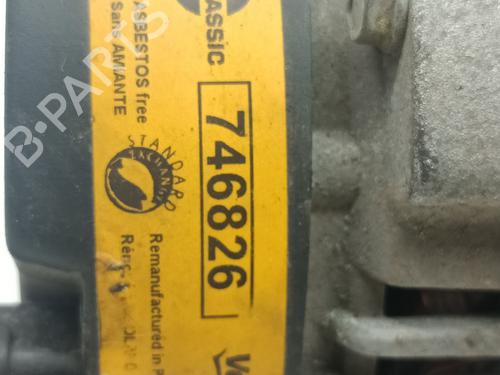 ASSIC
ASBESTOS free
Sans AMIANTE
746826
STANDARD
EXCHANGE
Remanufactured in P
B-PARTS